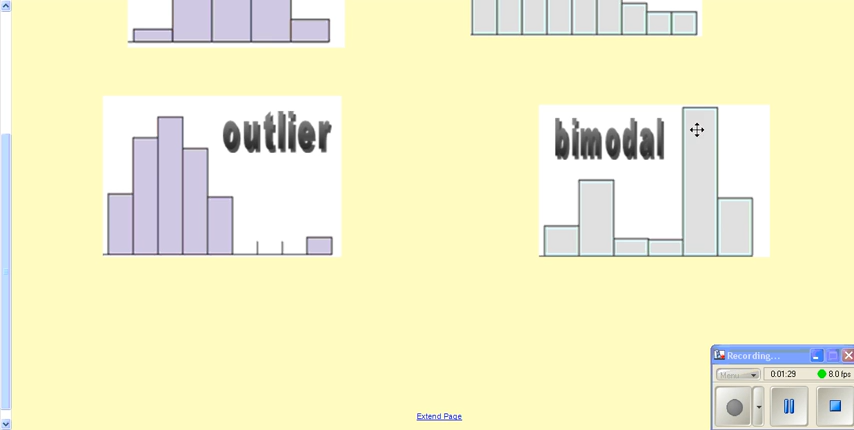 outlier
bimodal
Recording...
Menu
0:01:29
8.0 fps
Extend Page